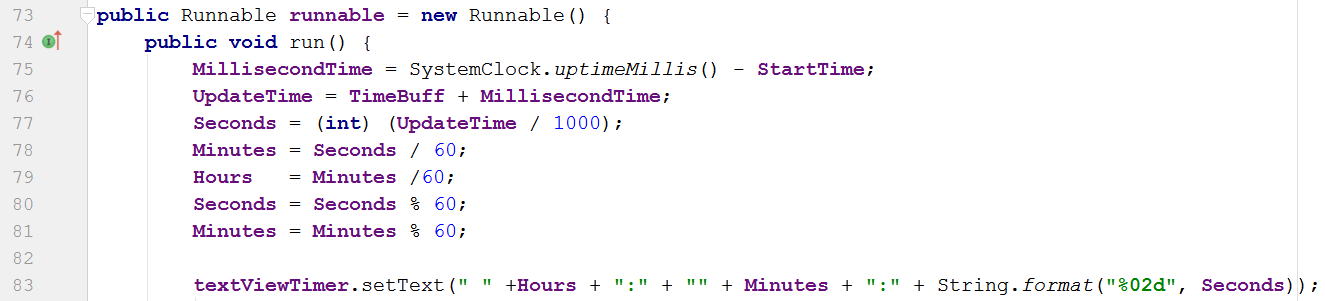 73 public Runnable runnable = new Runnable() {
74 public void run() {
75 MillisecondTime = SystemClock.uptimeMillis() - StartTime;
76 UpdateTime = TimeBuff + MillisecondTime;
77 Seconds = (int) (UpdateTime / 1000);
78 Minutes = Seconds / 60;
79 Hours   = Minutes /60;
80 Seconds = Seconds % 60;
81 Minutes = Minutes % 60;
82
83 textViewTimer.setText(" " +Hours + ":" + "" + Minutes + ":" + String.format("%02d", Seconds));